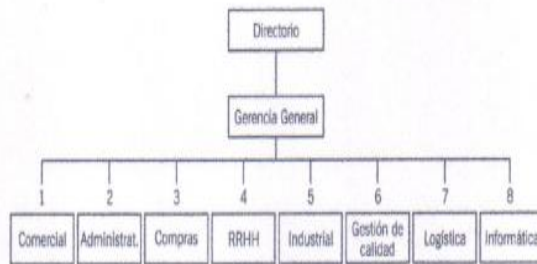 Directorio
Gerencia General
1 2 3 4 5 6 7 8
Comercial Administrat. Compras RRHH Industrial Gestión de calidad Logística Informática